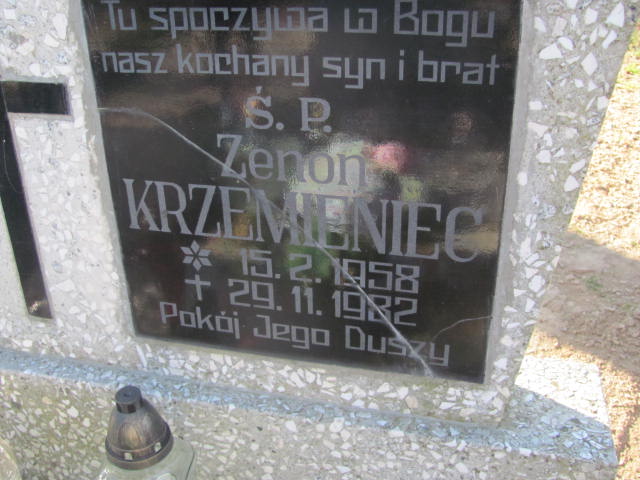 Tu spoczywa w Bogu
nasz kochany syn i brat
Ś. P.
Zenon
KRZEMIENIEC
15. 2. 1958
29. 11. 1982
Pokój Jego Duszy